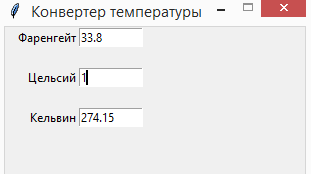 Конвертер температуры
Фаренгейт 33.8
Цельсий 1
Кельвин 274.15